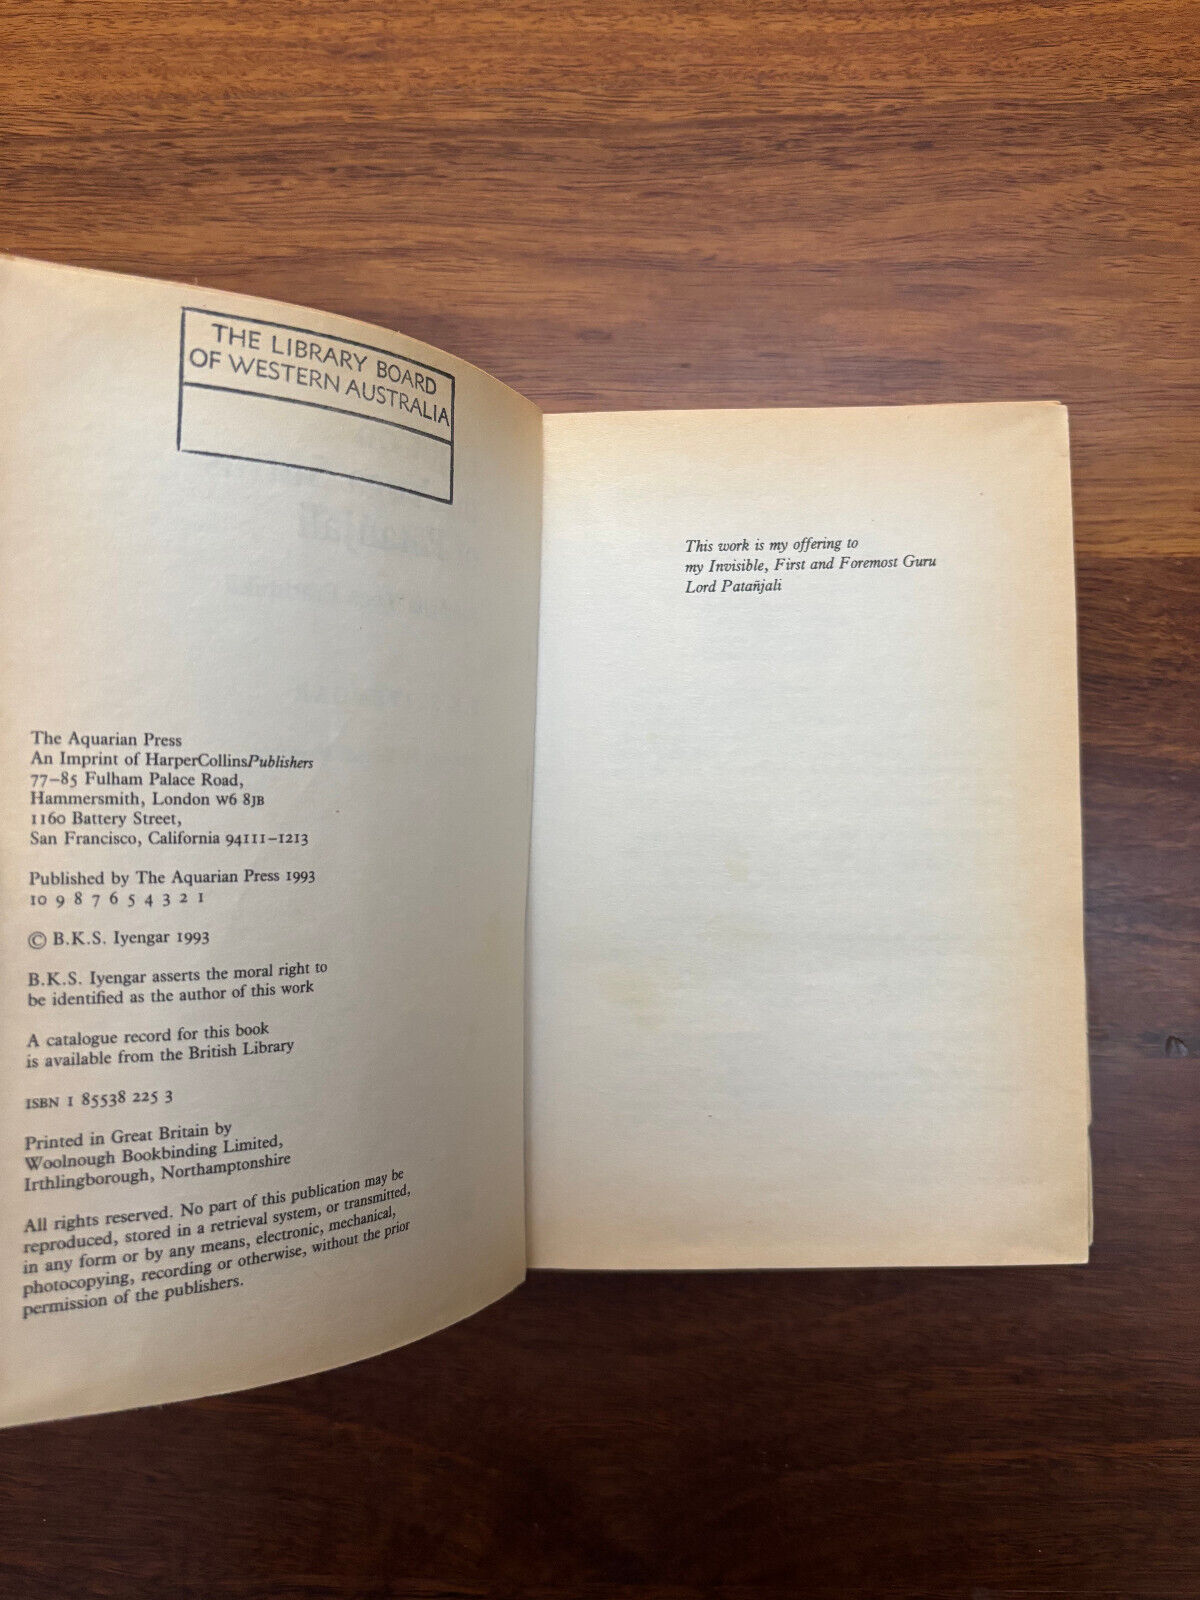 THE LIBRARY BOARD
OF WESTERN AUSTRALIA
The Aquarian Press
An Imprint of HarperCollinsPublishers
77–85 Fulham Palace Road,
Hammersmith, London W6 8JB
1160 Battery Street,
San Francisco, California 94111–1213
Published by The Aquarian Press 1993
10 9 8 7 6 5 4 3 2 1
© B.K.S. Iyengar 1993
B.K.S. Iyengar asserts the moral right to
be identified as the author of this work
A catalogue record for this book
is available from the British Library
ISBN 1 85538 225 3
Printed in Great Britain by
Woolnough Bookbinding Limited,
Irthlingborough, Northamptonshire
All rights reserved. No part of this publication may be
reproduced, stored in a retrieval system, or transmitted,
in any form or by any means, electronic, mechanical,
photocopying, recording or otherwise, without the prior
permission of the publishers.
This work is my offering to
my Invisible, First and Foremost Guru
Lord Patañjali